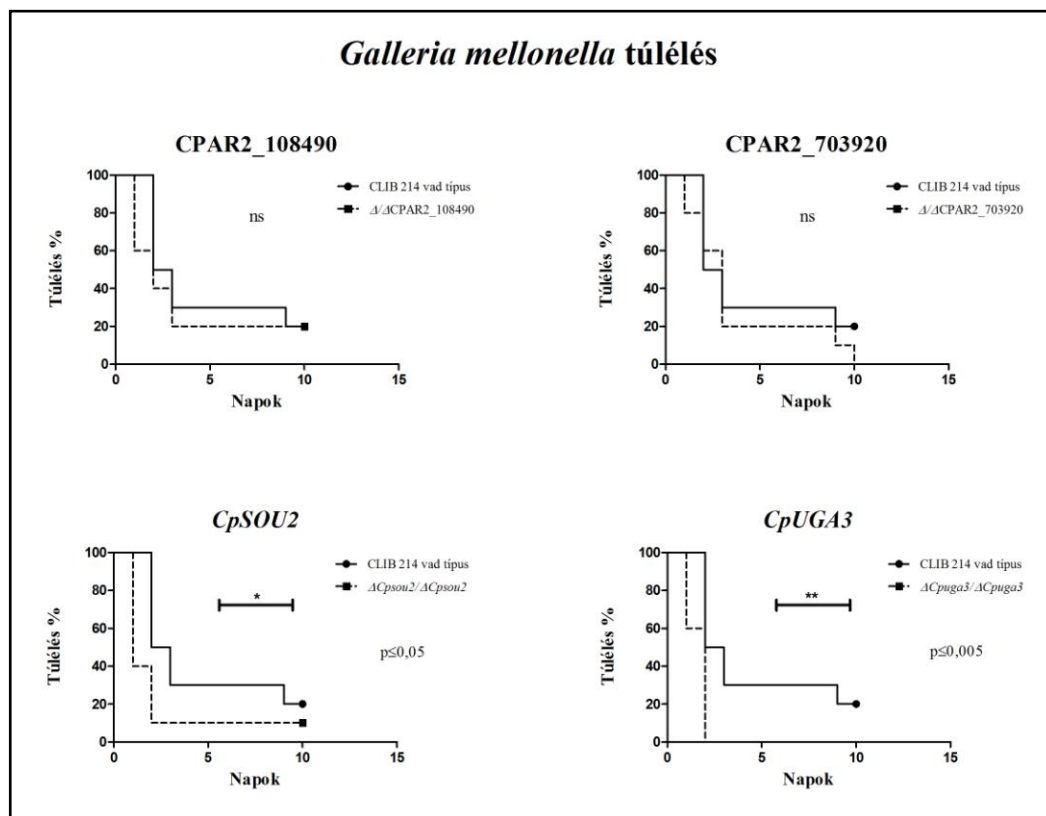 Galleria mellonella túlélés
CPAR2_108490
100
80
60
40
20
0
0
5
10
15
Túlélés %
Napok
ns
CLIB 214 vad típus
Δ/ΔCPAR2_108490
CPAR2_703920
100
80
60
40
20
0
0
5
10
15
Túlélés %
Napok
ns
CLIB 214 vad típus
Δ/ΔCPAR2_703920
CpSOU2
100
80
60
40
20
0
0
5
10
15
Túlélés %
Napok
*
p≤0,05
CLIB 214 vad típus
ΔCpsou2/ΔCpsou2
CpUGA3
100
80
60
40
20
0
0
5
10
15
Túlélés %
Napok
**
p≤0,005
CLIB 214 vad típus
ΔCpuga3/ΔCpuga3